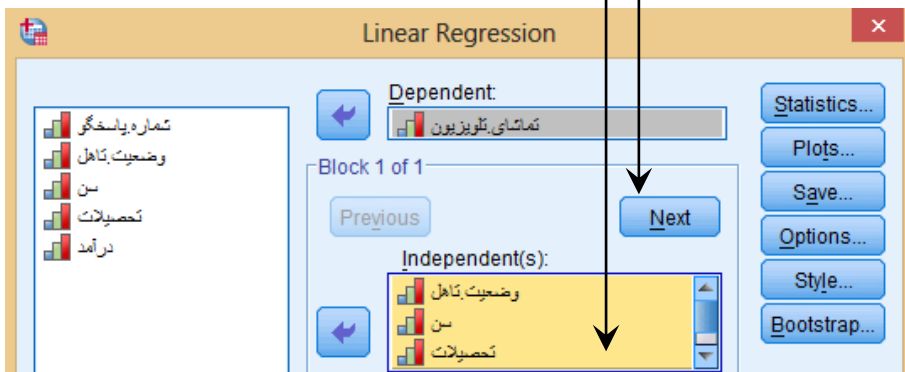 Linear Regression
شماره.پاسخگو
وضعیت.تاهل
سن
تحصیلات
درآمد
Dependent:
تماشای.تلویزیون
Block 1 of 1
Previous
Next
Independent(s):
وضعیت.تاهل
سن
تحصیلات
Statistics...
Plots...
Save...
Options...
Style...
Bootstrap...